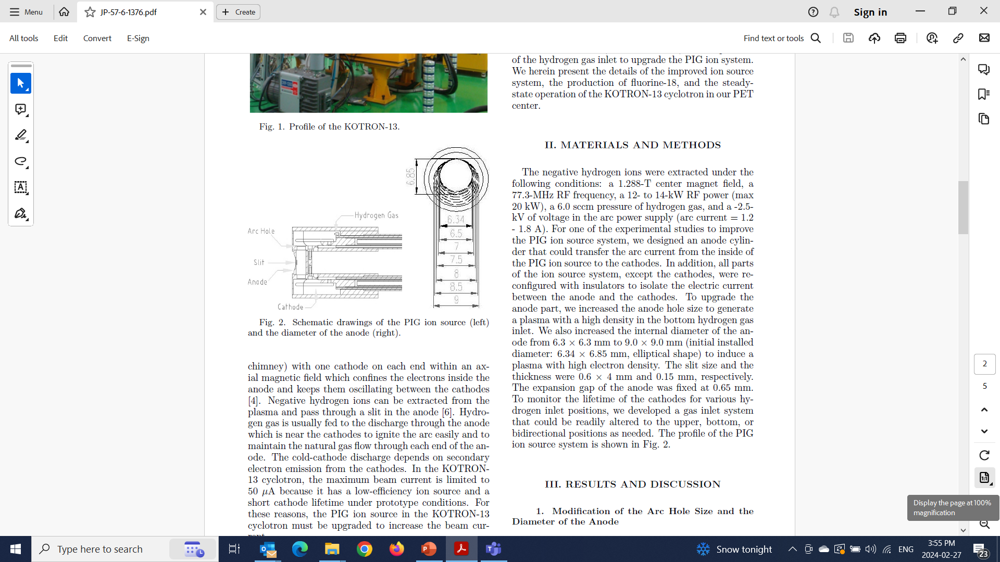 Menu
JP-57-6-1376.pdf
Create
Sign in
All tools
Edit
Convert
E-Sign
Find text or tools
Fig. 1. Profile of the KOTRON-13.
6.85
6.34
6.5
7
7.5
8
8.5
9
Hydrogen Gas
Arc Hole
Slit
Anode
Cathode
Fig. 2. Schematic drawings of the PIG ion source (left)
and the diameter of the anode (right).
chimney) with one cathode on each end within an ax-
ial magnetic field which confines the electrons inside the
anode and keeps them oscillating between the cathodes
[4]. Negative hydrogen ions can be extracted from the
plasma and pass through a slit in the anode [6]. Hydro-
gen gas is usually fed to the discharge through the anode
which is near the cathodes to ignite the arc easily and to
maintain the natural gas flow through each end of the an-
ode. The cold-cathode discharge depends on secondary
electron emission from the cathodes. In the KOTRON-
13 cyclotron, the maximum beam current is limited to
50 μA because it has a low-efficiency ion source and a
short cathode lifetime under prototype conditions. For
these reasons, the PIG ion source in the KOTRON-13
cyclotron must be upgraded to increase the beam cur-
of the hydrogen gas inlet to upgrade the PIG ion system.
We herein present the details of the improved ion source
system, the production of fluorine-18, and the steady-
state operation of the KOTRON-13 cyclotron in our PET
center.
II. MATERIALS AND METHODS
The negative hydrogen ions were extracted under the
following conditions: a 1.288-T center magnet field, a
77.3-MHz RF frequency, a 12- to 14-kW RF power (max
20 kW), a 6.0 sccm pressure of hydrogen gas, and a -2.5-
kV of voltage in the arc power supply (arc current = 1.2
- 1.8 A). For one of the experimental studies to improve
the PIG ion source system, we designed an anode cylin-
der that could transfer the arc current from the inside of
the PIG ion source to the cathodes. In addition, all parts
of the ion source system, except the cathodes, were re-
configured with insulators to isolate the electric current
between the anode and the cathodes. To upgrade the
anode part, we increased the anode hole size to generate
a plasma with a high density in the bottom hydrogen gas
inlet. We also increased the internal diameter of the an-
ode from 6.3 × 6.3 mm to 9.0 × 9.0 mm (initial installed
diameter: 6.34 × 6.85 mm, elliptical shape) to induce a
plasma with high electron density. The slit size and the
thickness were 0.6 × 4 mm and 0.15 mm, respectively.
The expansion gap of the anode was fixed at 0.65 mm.
To monitor the lifetime of the cathodes for various hy-
drogen inlet positions, we developed a gas inlet system
that could be readily altered to the upper, bottom, or
bidirectional positions as needed. The profile of the PIG
ion source system is shown in Fig. 2.
III. RESULTS AND DISCUSSION
1. Modification of the Arc Hole Size and the
Diameter of the Anode
2
5
Display the page at 100%
magnification
Type here to search
Snow tonight
ENG
3:55 PM
2024-02-27
23